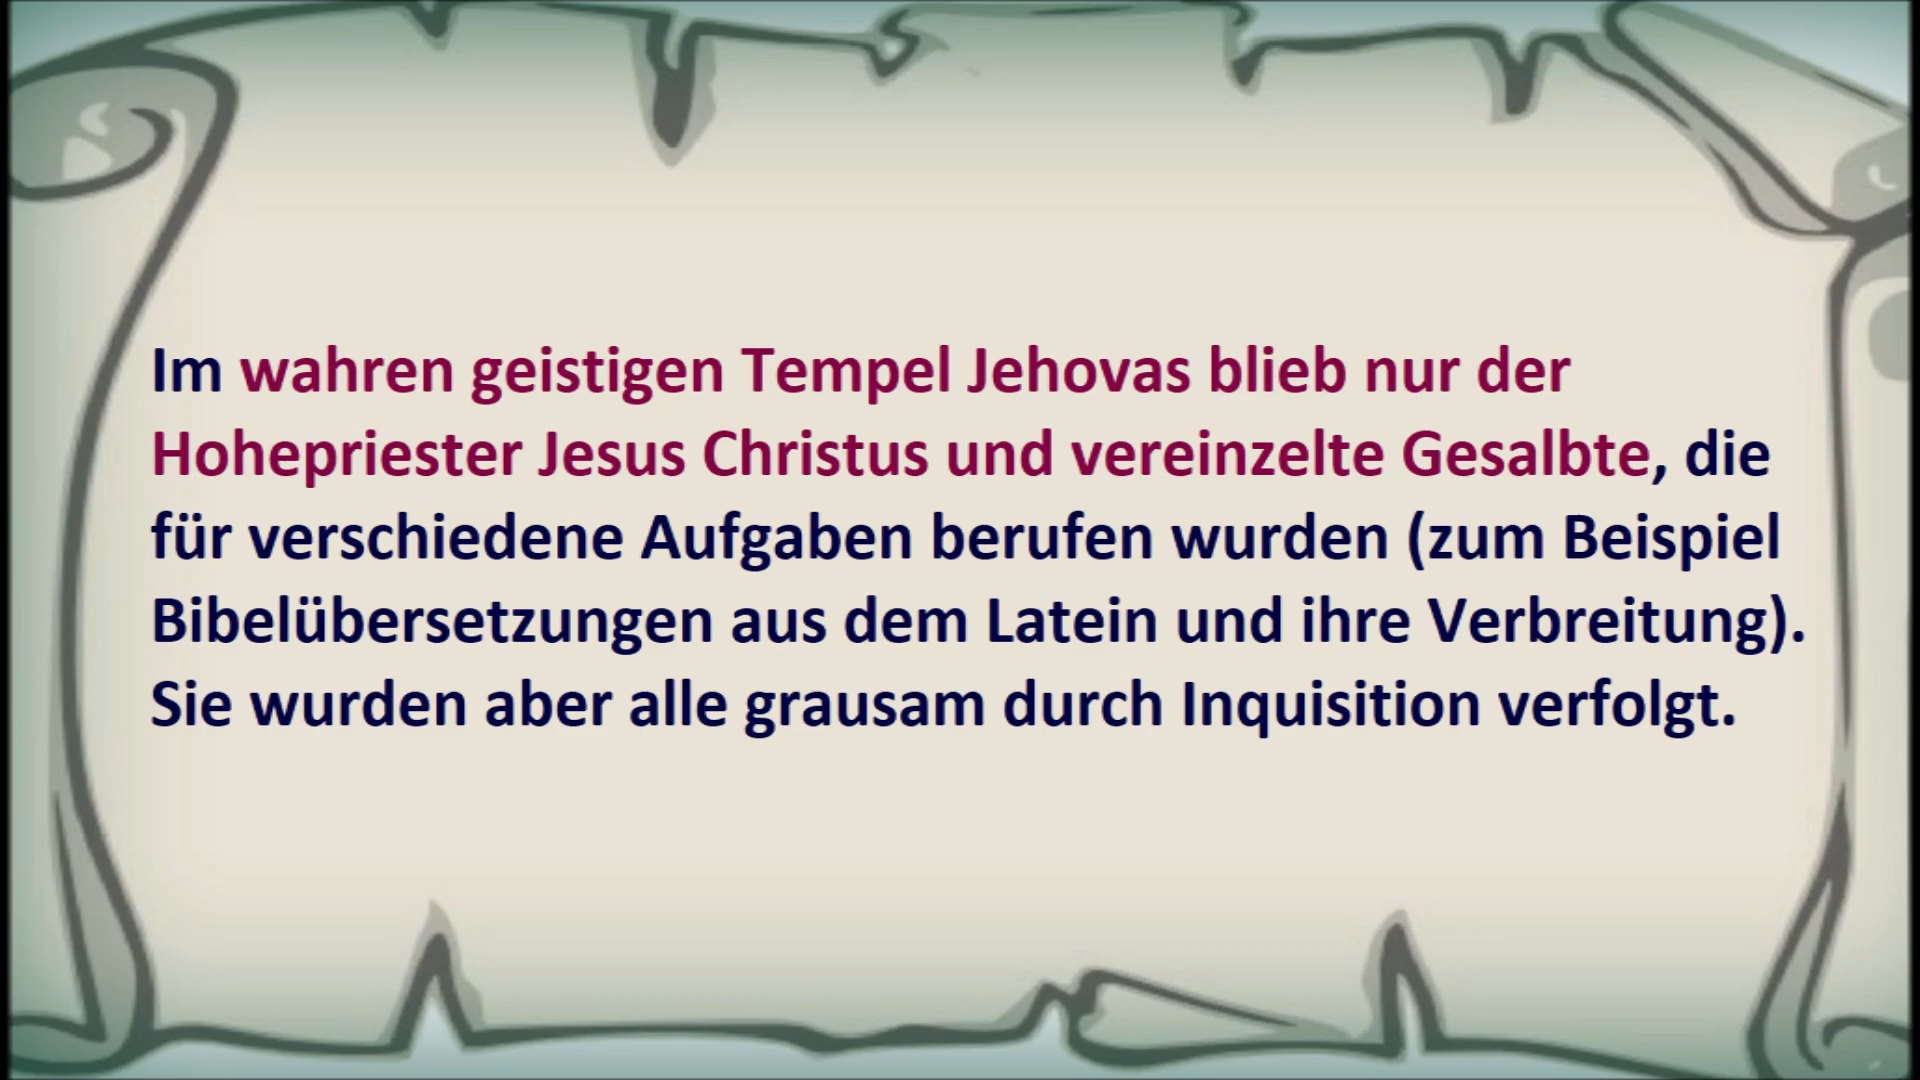 Im wahren geistigen Tempel Jehovas blieb nur der
Hohepriester Jesus Christus und vereinzelte Gesalbte, die
für verschiedene Aufgaben berufen wurden (zum Beispiel
Bibelübersetzungen aus dem Latein und ihre Verbreitung).
Sie wurden aber alle grausam durch Inquisition verfolgt.